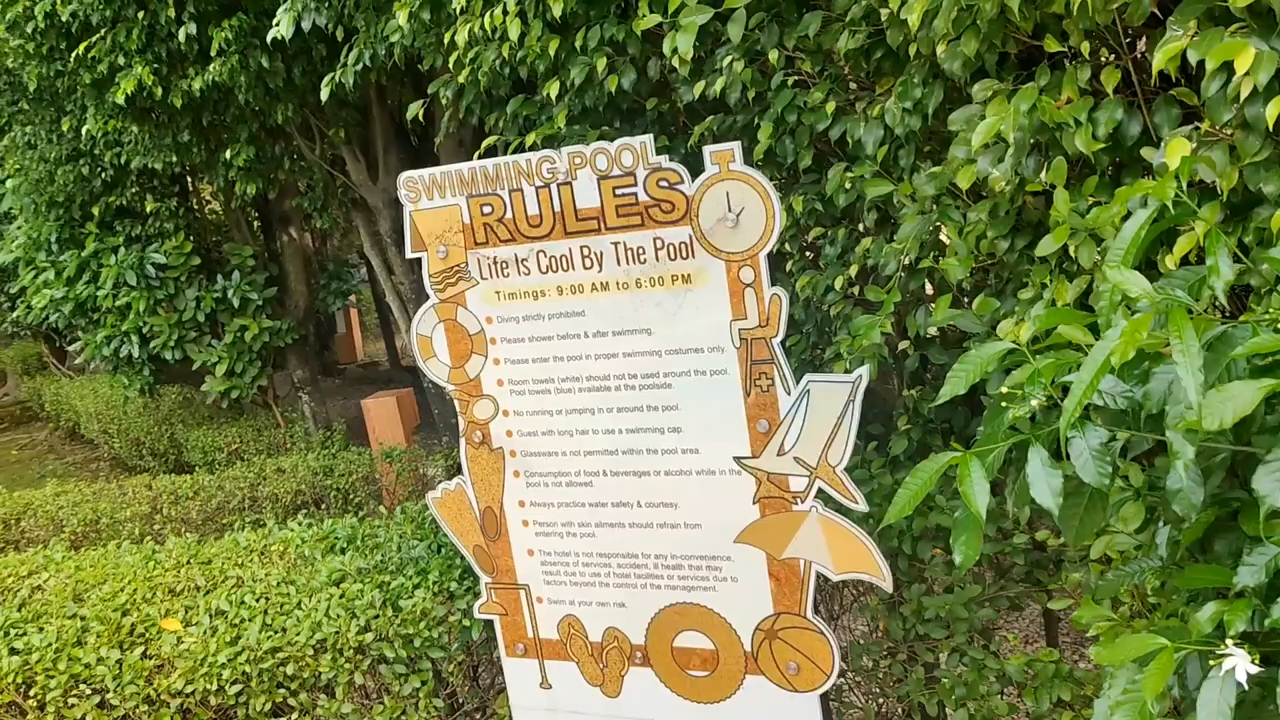 SWIMMING POOL
RULES
Life Is Cool By The Pool
Timings: 9:00 AM to 6:00 PM
Diving strictly prohibited.
Please shower before & after swimming.
Please enter the pool in proper swimming costumes only.
Room towels (white) should not be used around the pool.
Pool towels (blue) available at the poolside.
No running or jumping in or around the pool.
Guest with long hair to use a swimming cap.
Glassware is not permitted within the pool area.
Consumption of food & beverages or alcohol while in the
pool is not allowed.
Always practice water safety & courtesy.
Person with skin ailments should refrain from
entering the pool.
The hotel is not responsible for any in-convenience,
absence of services, accident, ill health that may
result due to use of hotel facilities or services due to
factors beyond the control of the management.
Swim at your own risk.